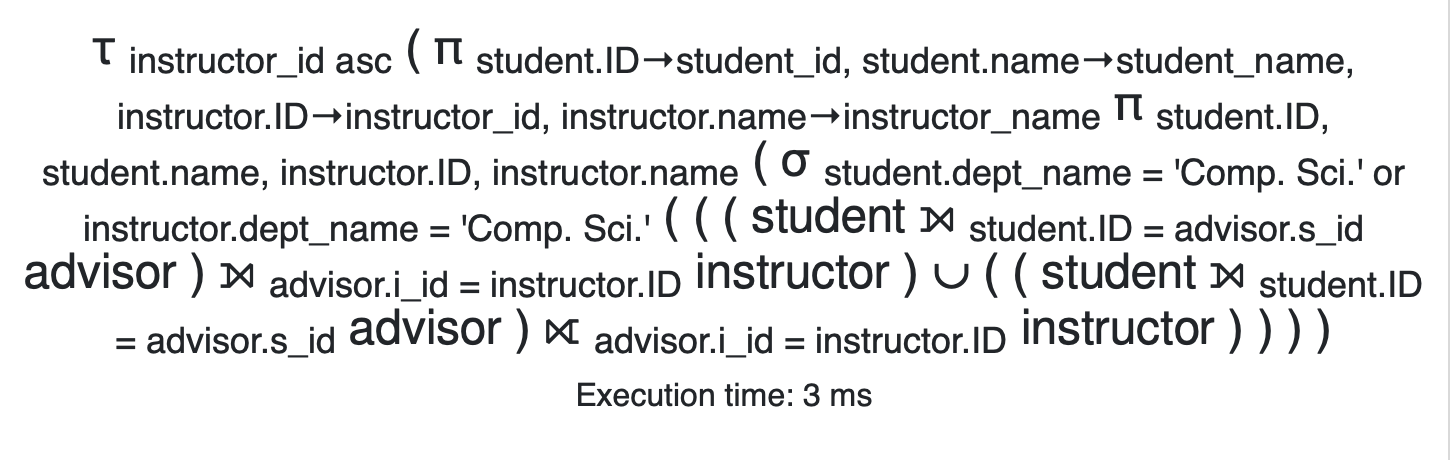 τ instructor_id asc ( π student.ID→student_id, student.name→student_name,
instructor.ID→instructor_id, instructor.name→instructor_name π student.ID,
student.name, instructor.ID, instructor.name ( σ student.dept_name = 'Comp. Sci.' or
instructor.dept_name = 'Comp. Sci.' ( ( ( student ⟕ student.ID = advisor.s_id
advisor ) ⟕ advisor.i_id = instructor.ID instructor ) ∪ ( ( student ⟕ student.ID
= advisor.s_id advisor ) ⟖ advisor.i_id = instructor.ID instructor ) ) ) )
Execution time: 3 ms